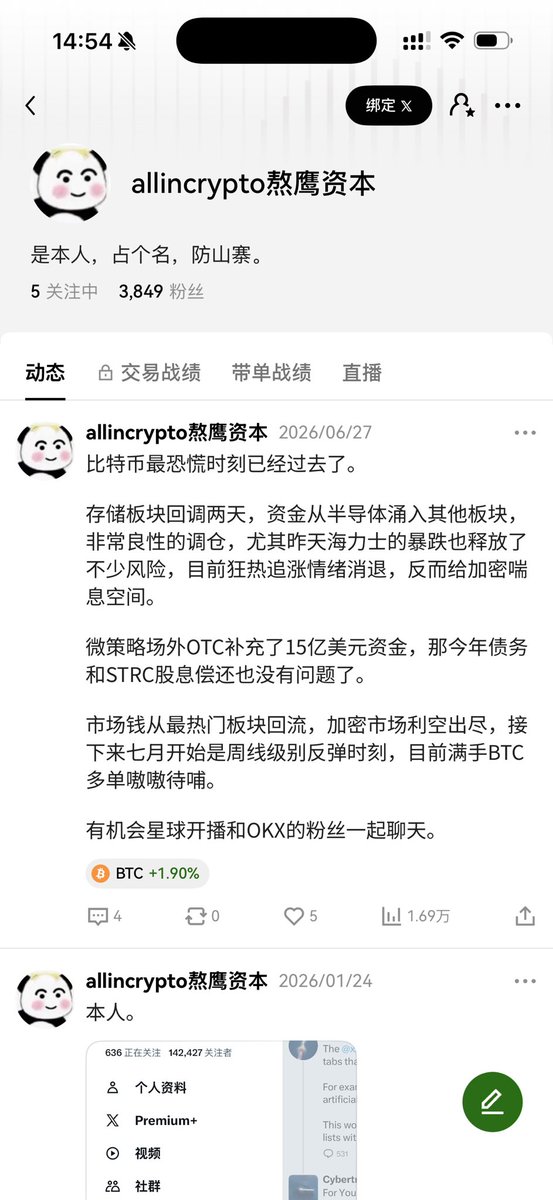 14:54
绑定 X
allincrypto熬鹰资本
是本人，占个名，防山寨。
5 关注中 3,849 粉丝
动态 交易战绩 带单战绩 直播
allincrypto熬鹰资本 2026/06/27
比特币最恐慌时刻已经过去了。
存储板块回调两天，资金从半导体涌入其他板块，
非常良性的调仓，尤其昨天海力士的暴跌也释放了
不少风险，目前狂热追涨情绪消退，反而给加密喘
息空间。
微策略场外OTC补充了15亿美元资金，那今年债务
和STRC股息偿还也没有问题了。
市场钱从最热门板块回流，加密市场利空出尽，接
下来七月开始是周线级别反弹时刻，目前满手BTC
多单嗷嗷待哺。
有机会星球开播和OKX的粉丝一起聊天。
BTC +1.90%
4 0 5 1.69万
allincrypto熬鹰资本 2026/01/24
本人。
636 正在关注 142,427 关注者
个人资料
Premium+
视频
社群
The @x
tabs tha
For exar
artificia
This wo
lists wit
531
Cybertr
For You